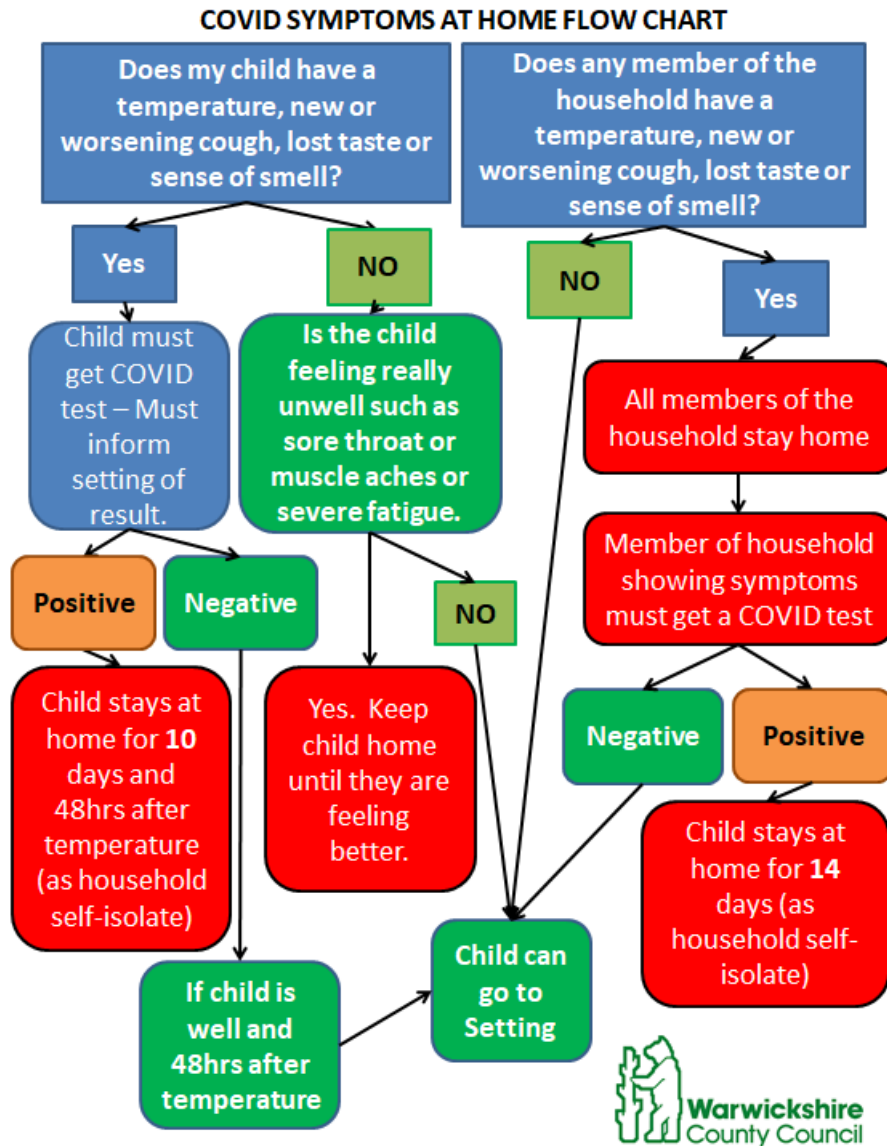 COVID SYMPTOMS AT HOME FLOW CHART
Does my child have a
temperature, new or
worsening cough, lost taste or
sense of smell?
Does any member of the
household have a
temperature, new or
worsening cough, lost taste or
sense of smell?
Yes
NO
NO
Yes
Child must
get COVID
test – Must
inform
setting of
result.
Is the child
feeling really
unwell such as
sore throat or
muscle aches or
severe fatigue.
All members of the
household stay home
Member of household
showing symptoms
must get a COVID test
Positive
Negative
NO
Child stays at
home for 10
days and
48hrs after
temperature
(as household
self-isolate)
Yes. Keep
child home
until they are
feeling
better.
Negative
Positive
Child stays at
home for 14
days (as
household self-
isolate)
If child is
well and
48hrs after
temperature
Child can
go to
Setting
Warwickshire
County Council